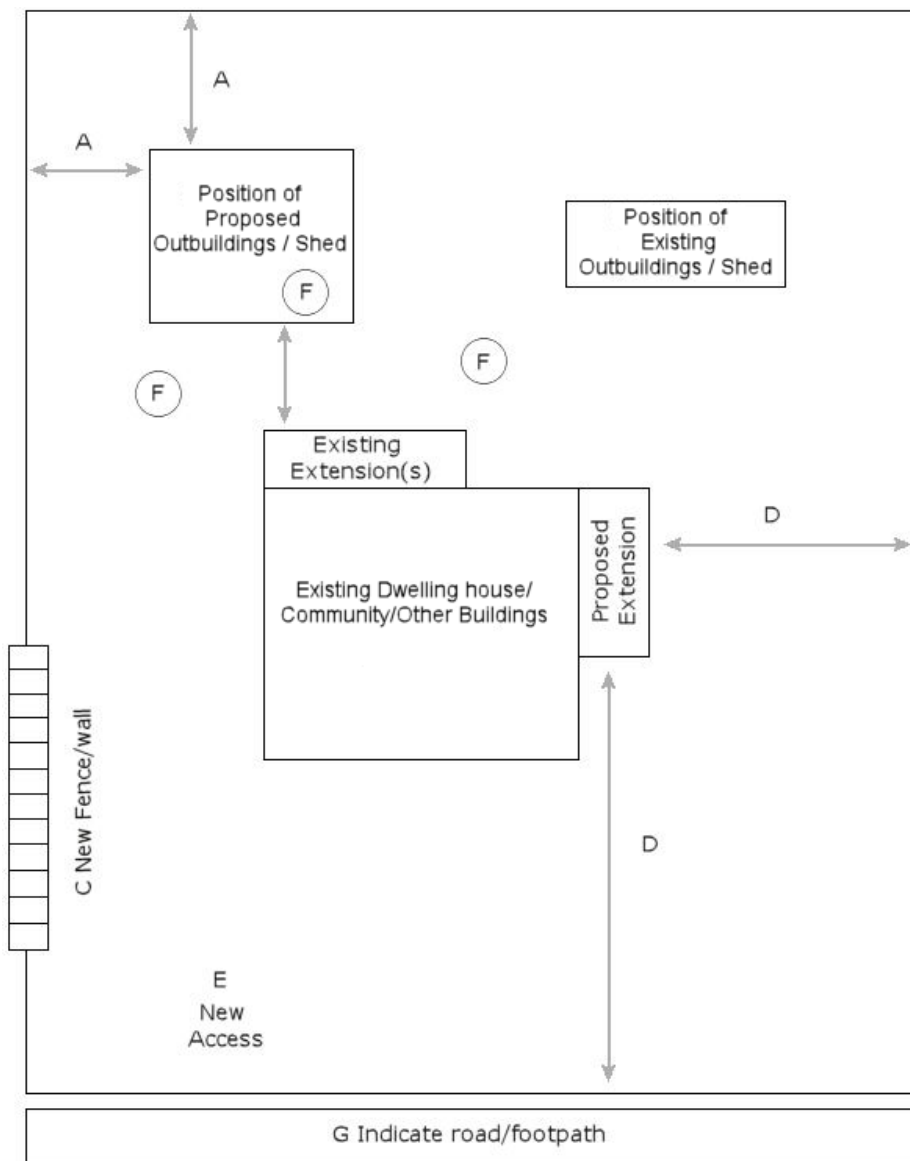 A
A
Position of
Proposed
Outbuildings / Shed
F
Position of
Existing
Outbuildings / Shed
F
F
Existing
Extension(s)
Existing Dwelling house/
Community/Other Buildings
Proposed
Extension
D
C New Fence/wall
D
E
New
Access
G Indicate road/footpath